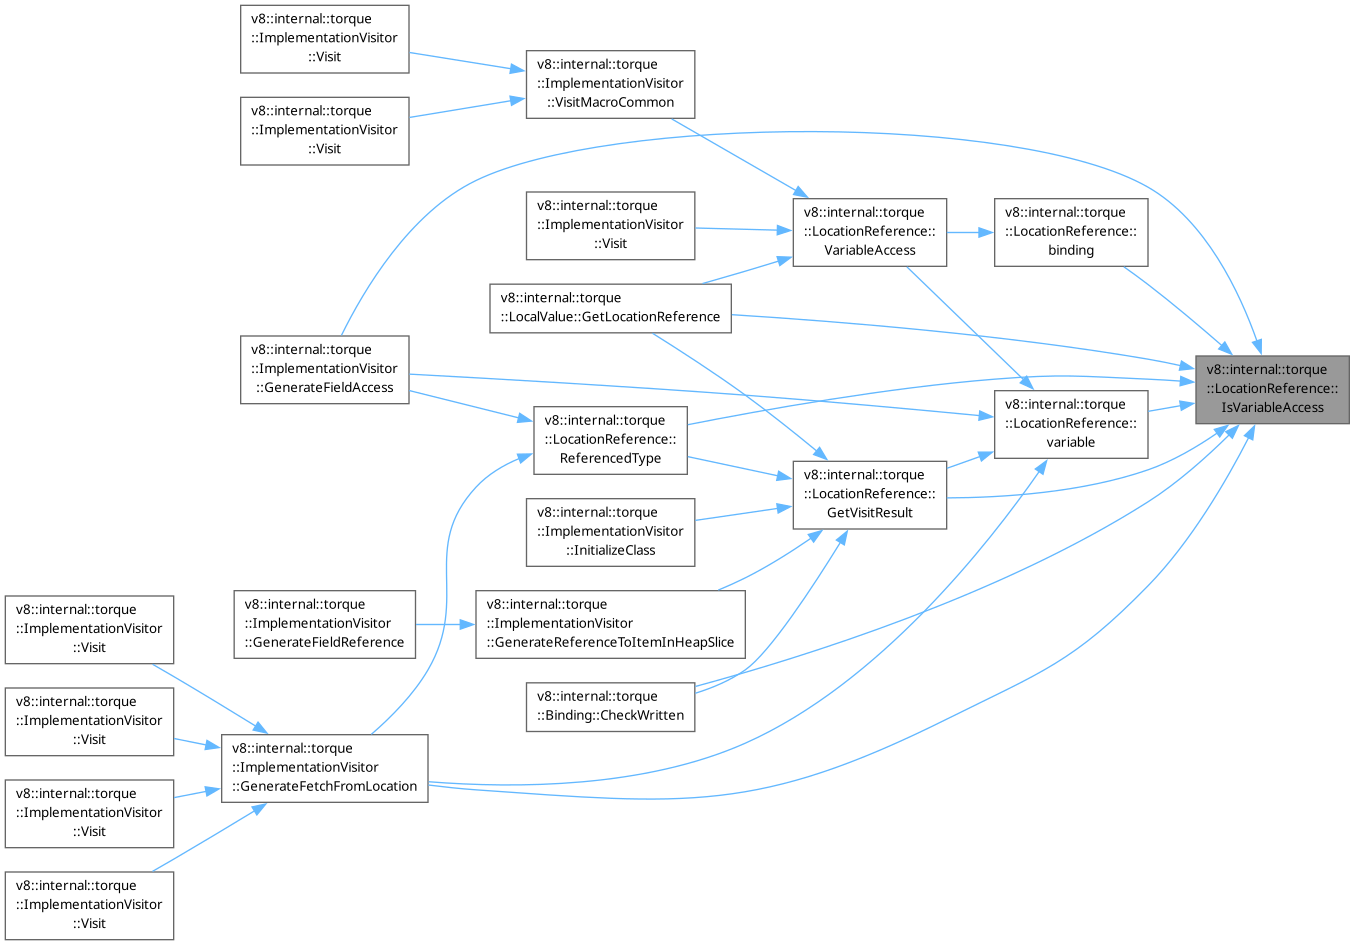 v8::internal::torque
::ImplementationVisitor
::Visit
v8::internal::torque
::ImplementationVisitor
::VisitMacroCommon
v8::internal::torque
::ImplementationVisitor
::Visit
v8::internal::torque
::ImplementationVisitor
::Visit
v8::internal::torque
::LocationReference::
VariableAccess
v8::internal::torque
::LocationReference::
binding
v8::internal::torque
::LocalValue::GetLocationReference
v8::internal::torque
::ImplementationVisitor
::GenerateFieldAccess
v8::internal::torque
::LocationReference::
IsVariableAccess
v8::internal::torque
::LocationReference::
variable
v8::internal::torque
::LocationReference::
ReferencedType
v8::internal::torque
::LocationReference::
GetVisitResult
v8::internal::torque
::ImplementationVisitor
::InitializeClass
v8::internal::torque
::ImplementationVisitor
::GenerateFieldReference
v8::internal::torque
::ImplementationVisitor
::GenerateReferenceToItemInHeapSlice
v8::internal::torque
::ImplementationVisitor
::Visit
v8::internal::torque
::Binding::CheckWritten
v8::internal::torque
::ImplementationVisitor
::Visit
v8::internal::torque
::ImplementationVisitor
::GenerateFetchFromLocation
v8::internal::torque
::ImplementationVisitor
::Visit
v8::internal::torque
::ImplementationVisitor
::Visit